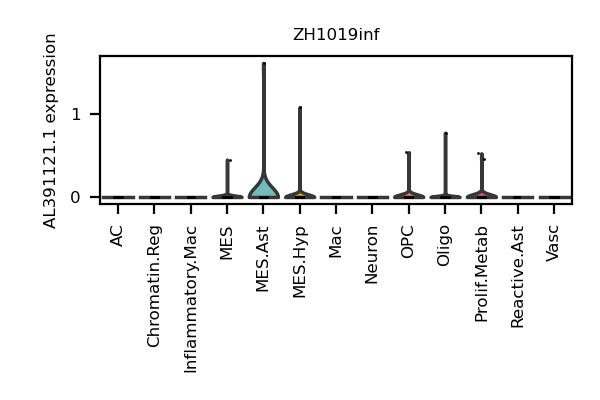 ZH1019inf
AL391121.1 expression
1
0
AC
Chromatin.Reg
Inflammatory.Mac
MES
MES.Ast
MES.Hyp
Mac
Neuron
OPC
Oligo
Prolif.Metab
Reactive.Ast
Vasc